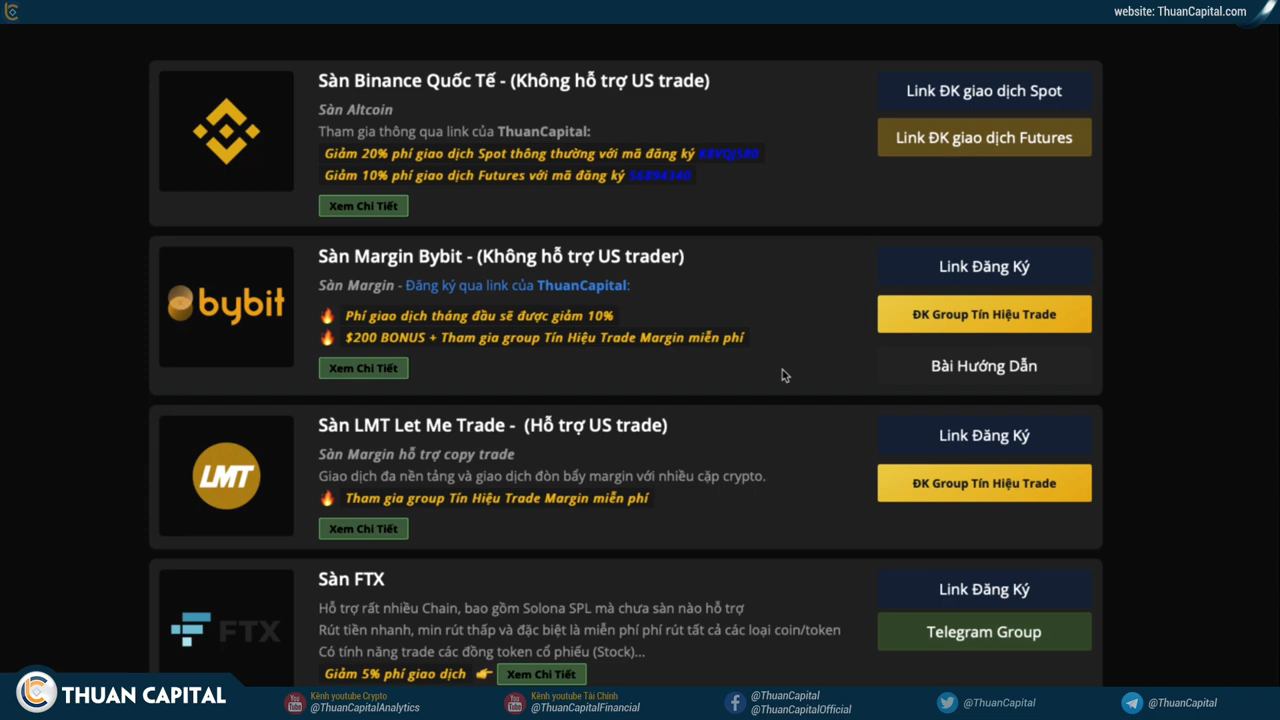 website: ThuanCapital.com
Sàn Binance Quốc Tế - (Không hỗ trợ US trade)
Sàn Altcoin
Tham gia thông qua link của ThuanCapital:
Giảm 20% phí giao dịch Spot thông thường với mã đăng ký
Giảm 10% phí giao dịch Futures với mã đăng ký
Xem Chi Tiết
Link ĐK giao dịch Spot
Link ĐK giao dịch Futures
bybit
Sàn Margin Bybit - (Không hỗ trợ US trader)
Sàn Margin - Đăng ký qua link của ThuanCapital:
Phí giao dịch tháng đầu sẽ được giảm 10%
$200 BONUS + Tham gia group Tín Hiệu Trade Margin miễn phí
Xem Chi Tiết
Link Đăng Ký
ĐK Group Tín Hiệu Trade
Bài Hướng Dẫn
LMT
Sàn LMT Let Me Trade - (Hỗ trợ US trade)
Sàn Margin hỗ trợ copy trade
Giao dịch đa nền tảng và giao dịch đòn bẩy margin với nhiều cặp crypto.
Tham gia group Tín Hiệu Trade Margin miễn phí
Xem Chi Tiết
Link Đăng Ký
ĐK Group Tín Hiệu Trade
FTX
Sàn FTX
Hỗ trợ rất nhiều Chain, bao gồm Solona SPL mà chưa sàn nào hỗ trợ
Rút tiền nhanh, min rút thấp và đặc biệt là miễn phí phí rút tất cả các loại coin/token
Có tính năng trade các đồng token cổ phiếu (Stock)...
Giảm 5% phí giao dịch Xem Chi Tiết
Link Đăng Ký
Telegram Group
THUAN CAPITAL
Kênh youtube Crypto
@ThuanCapitalAnalytics
Kênh youtube Tài Chính
@ThuanCapitalFinancial
@ThuanCapital
@ThuanCapitalOfficial
@ThuanCapital
@ThuanCapital